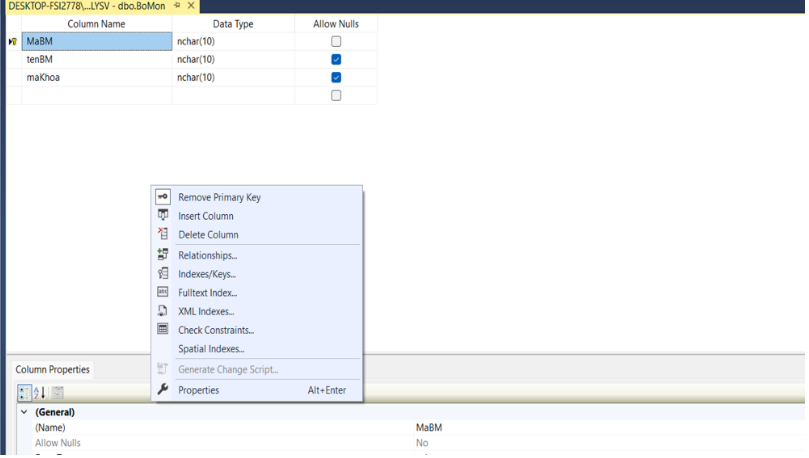 DESKTOP-FSI2778\...LYSV - dbo.BoMon
Column Name Data Type Allow Nulls
MaBM nchar(10)
tenBM nchar(10)
maKhoa nchar(10)
Remove Primary Key
Insert Column
Delete Column
Relationships...
Indexes/Keys...
Fulltext Index...
XML Indexes...
Check Constraints...
Spatial Indexes...
Generate Change Script...
Properties Alt+Enter
Column Properties
(General)
(Name) MaBM
Allow Nulls No